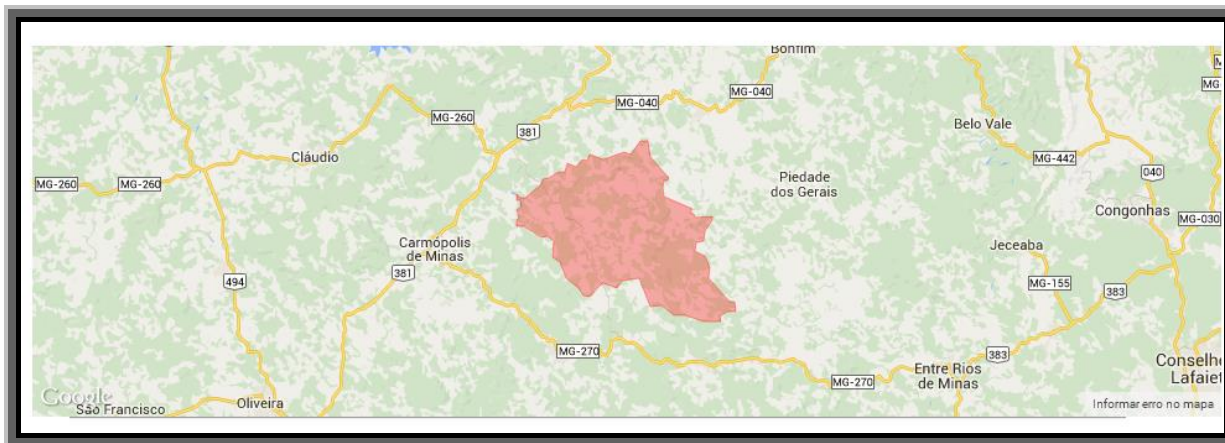 Bonfim
MG-040
MG-040
MG-260
381
Belo Vale
MG-442
Cláudio
MG-260
MG-260
040
Piedade
dos Gerais
Congonhas
MG-030
Carmópolis
de Minas
Jeceaba
381
494
MG-155
383
MG-270
383
MG-270
Entre Rios
de Minas
Conselh
Lafaiet
Google
São Francisco
Oliveira
Informar erro no mapa